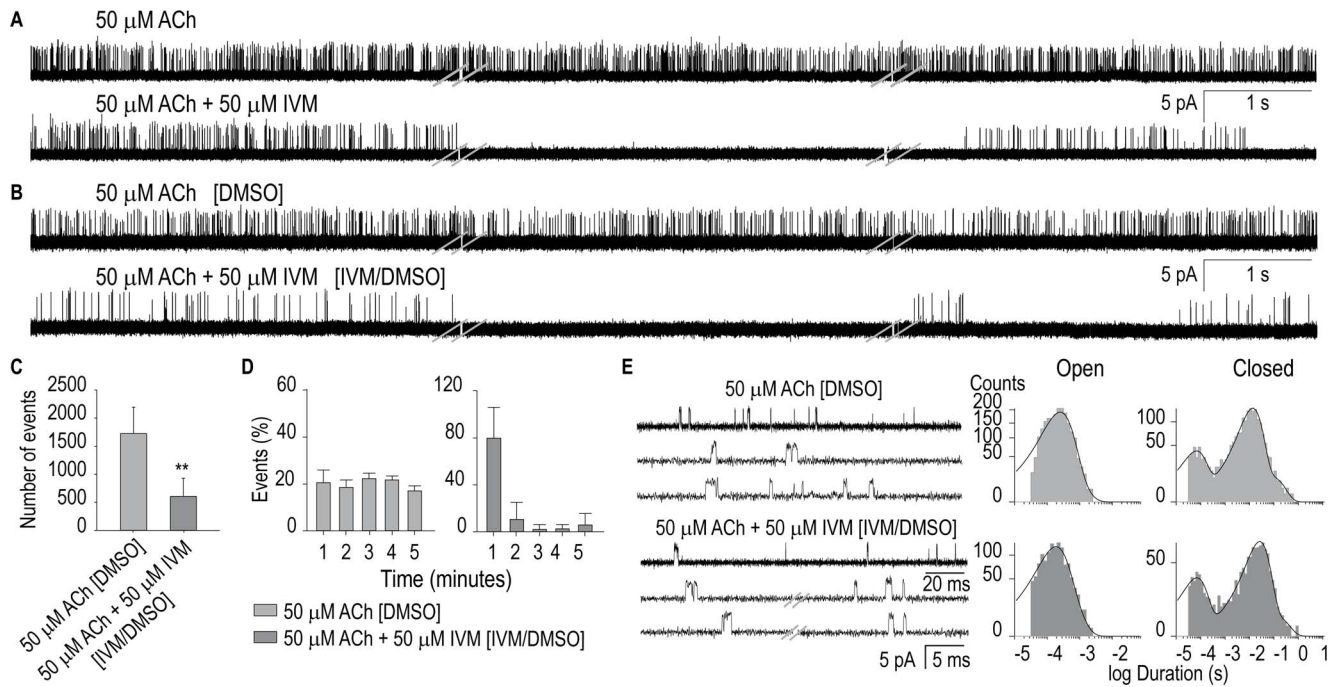 A
50 μM ACh
50 μM ACh + 50 μM IVM
5 pA
1 s
B
50 μM ACh [DMSO]
50 μM ACh + 50 μM IVM [IVM/DMSO]
5 pA
1 s
C
Number of events
2500
2000
1500
1000
500
0
**
50 μM ACh [DMSO]
50 μM ACh + 50 μM IVM
[IVM/DMSO]
D
Events (%)
60
40
20
0
1 2 3 4 5
120
80
40
0
1 2 3 4 5
Time (minutes)
50 μM ACh [DMSO]
50 μM ACh + 50 μM IVM [IVM/DMSO]
E
50 μM ACh [DMSO]
50 μM ACh + 50 μM IVM [IVM/DMSO]
20 ms
5 pA
5 ms
Open
Closed
Counts
200
150
100
50
0
100
50
0
100
50
0
50
0
-5 -4 -3 -2
-5 -4 -3 -2 -1 0 1
log Duration (s)